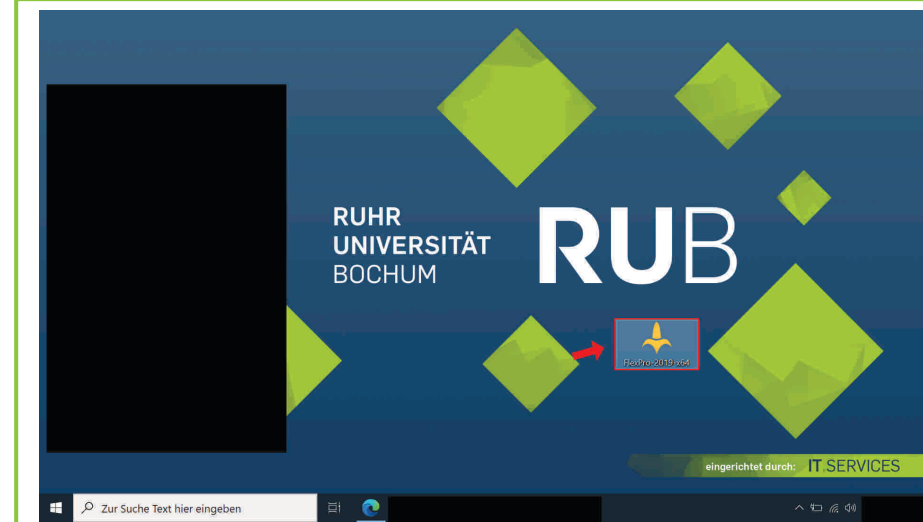 RUHR
UNIVERSITÄT
BOCHUM
RUB
FlexPro-2019-x64
eingerichtet durch: IT.SERVICES
Zur Suche Text hier eingeben